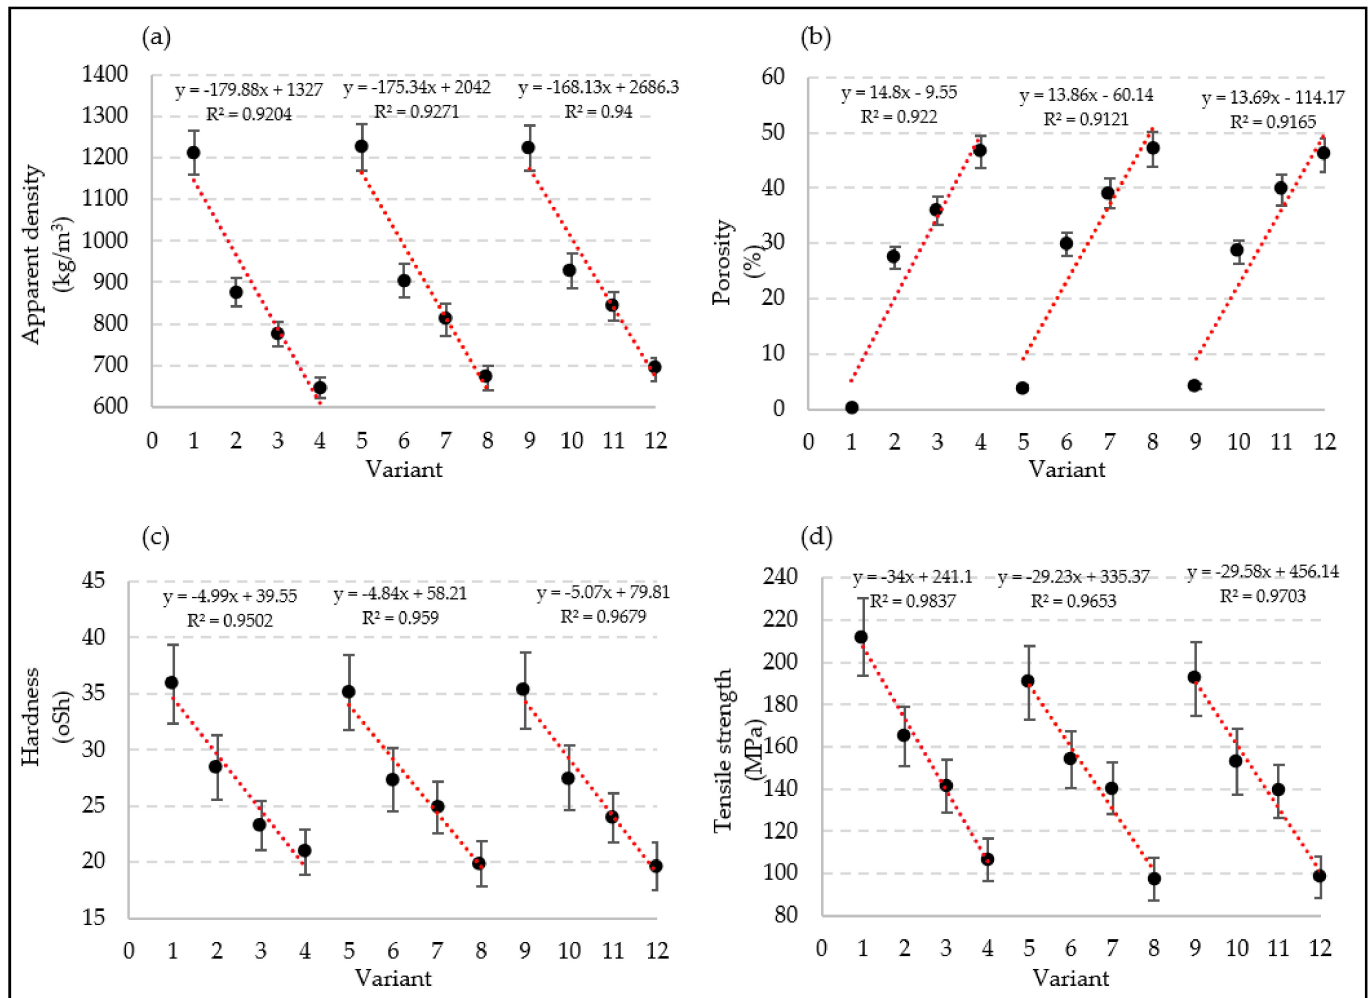 (a)
y = -179.88x + 1327
R² = 0.9204
y = -175.34x + 2042
R² = 0.9271
y = -168.13x + 2686.3
R² = 0.94
Apparent density
(kg/m³)
1400
1300
1200
1100
1000
900
800
700
600
0 1 2 3 4 5 6 7 8 9 10 11 12
Variant
(b)
y = 14.8x - 9.55
R² = 0.922
y = 13.86x - 60.14
R² = 0.9121
y = 13.69x - 114.17
R² = 0.9165
Porosity
(%)
60
50
40
30
20
10
0
0 1 2 3 4 5 6 7 8 9 10 11 12
Variant
(c)
y = -4.99x + 39.55
R² = 0.9502
y = -4.84x + 58.21
R² = 0.959
y = -5.07x + 79.81
R² = 0.9679
Hardness
(oSh)
45
40
35
30
25
20
15
0 1 2 3 4 5 6 7 8 9 10 11 12
Variant
(d)
y = -34x + 241.1
R² = 0.9837
y = -29.23x + 335.37
R² = 0.9653
y = -29.58x + 456.14
R² = 0.9703
Tensile strength
(MPa)
240
220
200
180
160
140
120
100
80
0 1 2 3 4 5 6 7 8 9 10 11 12
Variant